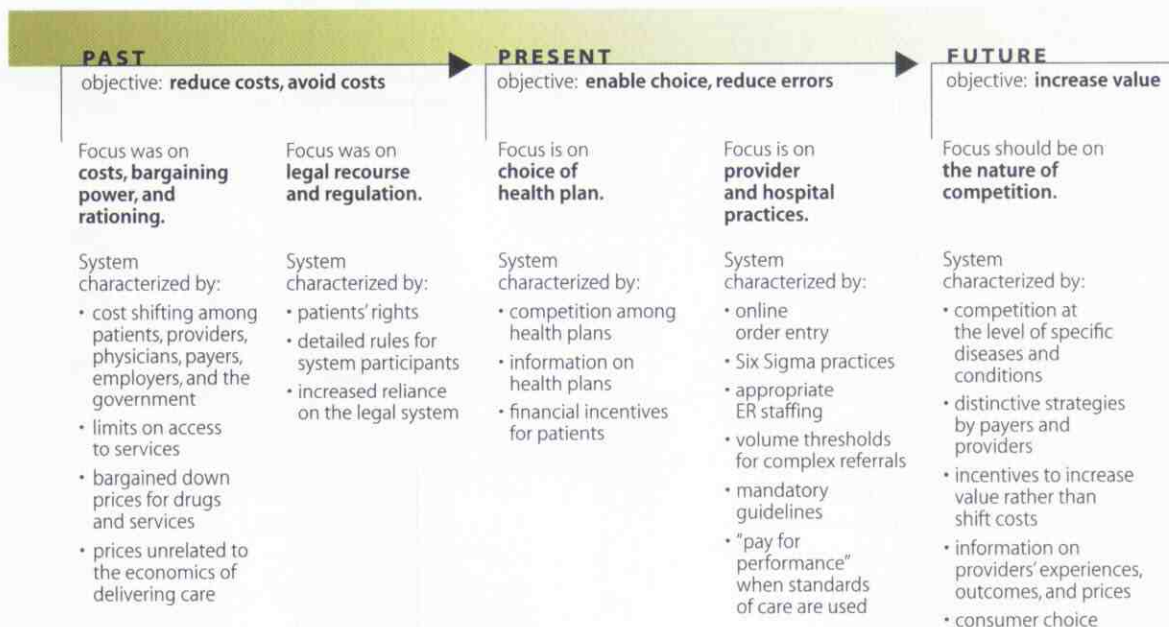 PAST
objective: reduce costs, avoid costs
Focus was on
costs, bargaining
power, and
rationing.
System
characterized by:
• cost shifting among
patients, providers,
physicians, payers,
employers, and the
government
• limits on access
to services
• bargained down
prices for drugs
and services
• prices unrelated to
the economics of
delivering care
Focus was on
legal recourse
and regulation.
System
characterized by:
• patients' rights
• detailed rules for
system participants
• increased reliance
on the legal system
PRESENT
objective: enable choice, reduce errors
Focus is on
choice of
health plan.
System
characterized by:
• competition among
health plans
• information on
health plans
• financial incentives
for patients
Focus is on
provider
and hospital
practices.
System
characterized by:
• online
order entry
• Six Sigma practices
• appropriate
ER staffing
• volume thresholds
for complex referrals
• mandatory
guidelines
• "pay for
performance"
when standards
of care are used
FUTURE
objective: increase value
Focus should be on
the nature of
competition.
System
characterized by:
• competition at
the level of specific
diseases and
conditions
• distinctive strategies
by payers and
providers
• incentives to increase
value rather than
shift costs
• information on
providers' experiences,
outcomes, and prices
• consumer choice